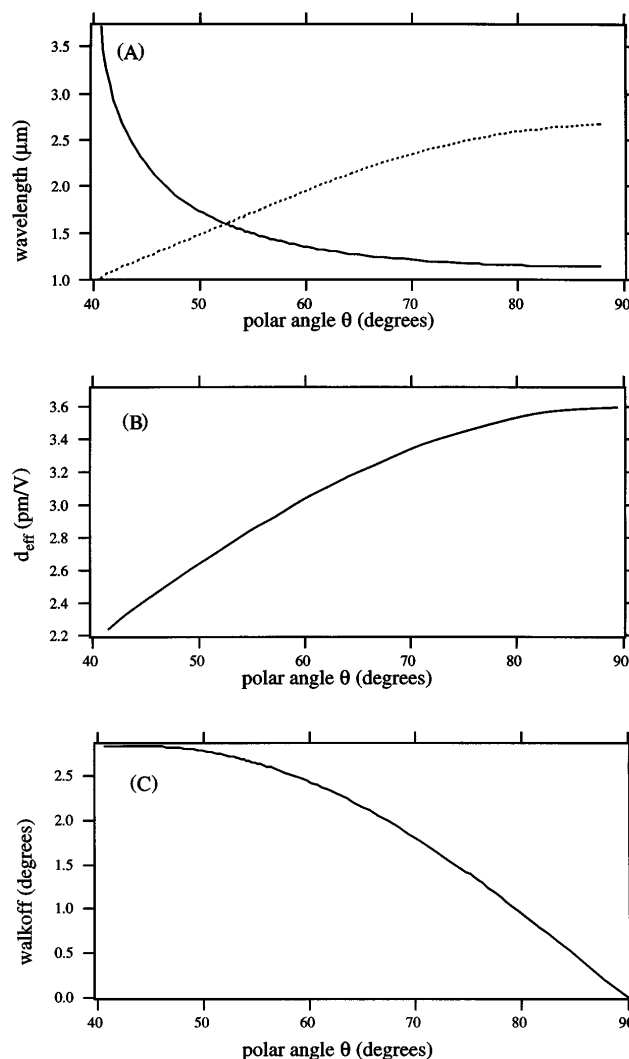 (A)
wavelength (μm)
3.5
3.0
2.5
2.0
1.5
1.0
40 50 60 70 80 90
polar angle θ (degrees)
(B)
d_eff (pm/V)
3.6
3.4
3.2
3.0
2.8
2.6
2.4
2.2
40 50 60 70 80 90
polar angle θ (degrees)
(C)
walkoff (degrees)
2.5
2.0
1.5
1.0
0.5
0.0
40 50 60 70 80 90
polar angle θ (degrees)